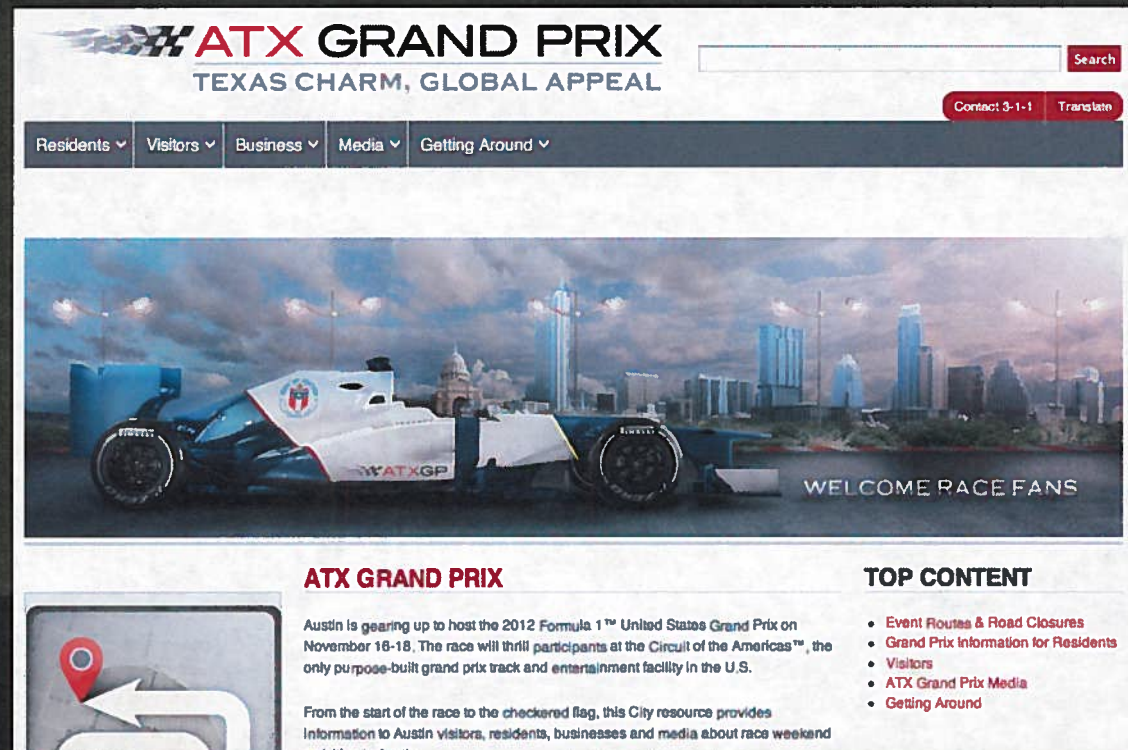 ATX GRAND PRIX
TEXAS CHARM, GLOBAL APPEAL
Search
Contact 3-1-1 Translate
Residents Visitors Business Media Getting Around
PIRELLI
PIRELLI
ATXGP
WELCOME RACE FANS
ATX GRAND PRIX
Austin is gearing up to host the 2012 Formula 1™ United States Grand Prix on
November 16-18. The race will thrill participants at the Circuit of the Americas™, the
only purpose-built grand prix track and entertainment facility in the U.S.
From the start of the race to the checkered flag, this City resource provides
information to Austin visitors, residents, businesses and media about race weekend
TOP CONTENT
Event Routes & Road Closures
Grand Prix Information for Residents
Visitors
ATX Grand Prix Media
Getting Around